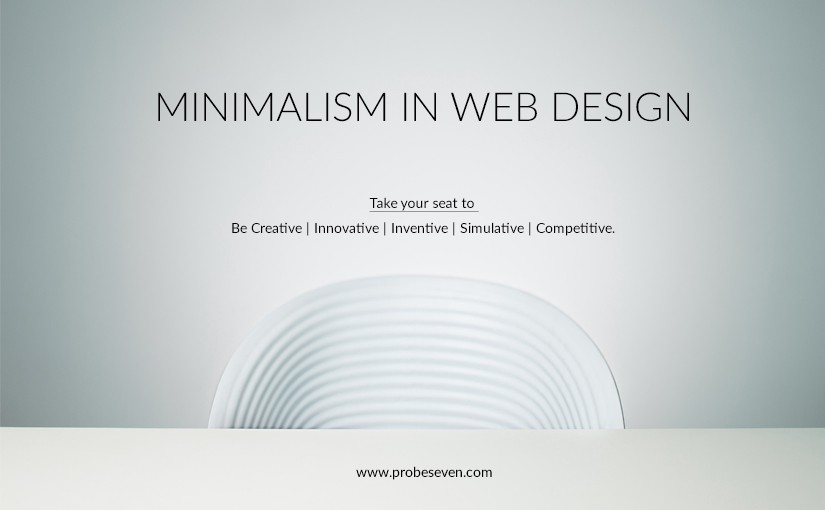 MINIMALISM IN WEB DESIGN
Take your seat to
Be Creative | Innovative | Inventive | Simulative | Competitive.
www.probeseven.com